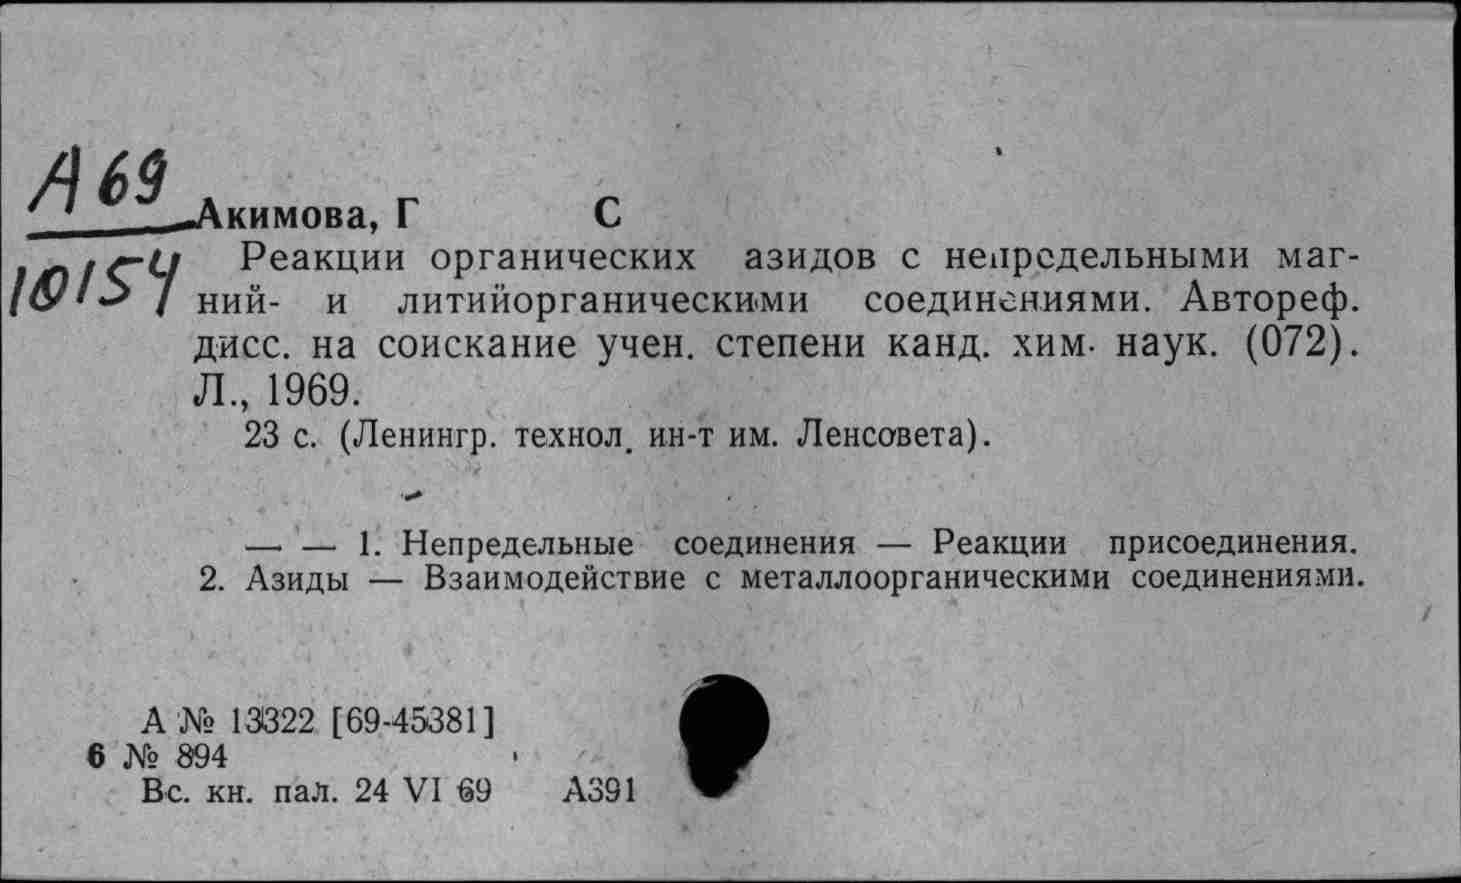 А69
Акимова, Г С
10154
Реакции органических азидов с непредельными маг-
ний- и литийорганическими соединениями. Автореф.
дисс. на соискание учен. степени канд. хим. наук. (072).
Л., 1969.
23 с. (Ленингр. технол. ин-т им. Ленсовета).
— — 1. Непредельные соединения — Реакции присоединения.
2. Азиды — Взаимодействие с металлоорганическими соединениями.
А № 13322 [69-45381]
6 № 894
Вс. кн. пал. 24 VI 69 А391